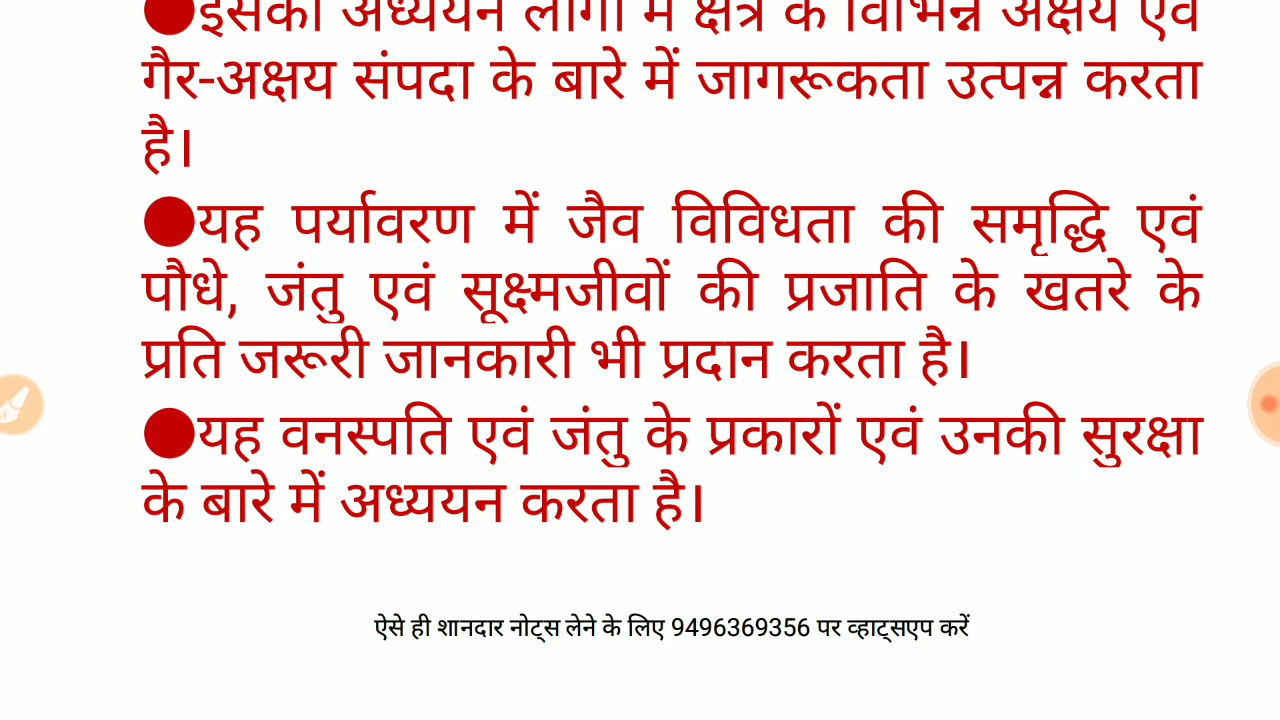 ●इसका अध्ययन लोगों में क्षेत्र के विभिन्न अक्षय एवं
गैर-अक्षय संपदा के बारे में जागरूकता उत्पन्न करता
है।
●यह पर्यावरण में जैव विविधता की समृद्धि एवं
पौधे, जंतु एवं सूक्ष्मजीवों की प्रजाति के खतरे के
प्रति जरूरी जानकारी भी प्रदान करता है।
●यह वनस्पति एवं जंतु के प्रकारों एवं उनकी सुरक्षा
के बारे में अध्ययन करता है।
ऐसे ही शानदार नोट्स लेने के लिए 9496369356 पर व्हाट्सएप करें